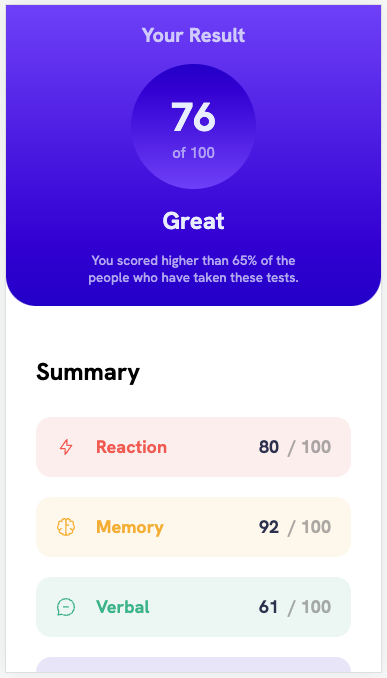 Your Result
76
of 100
Great
You scored higher than 65% of the
people who have taken these tests.
Summary
Reaction 80 / 100
Memory 92 / 100
Verbal 61 / 100